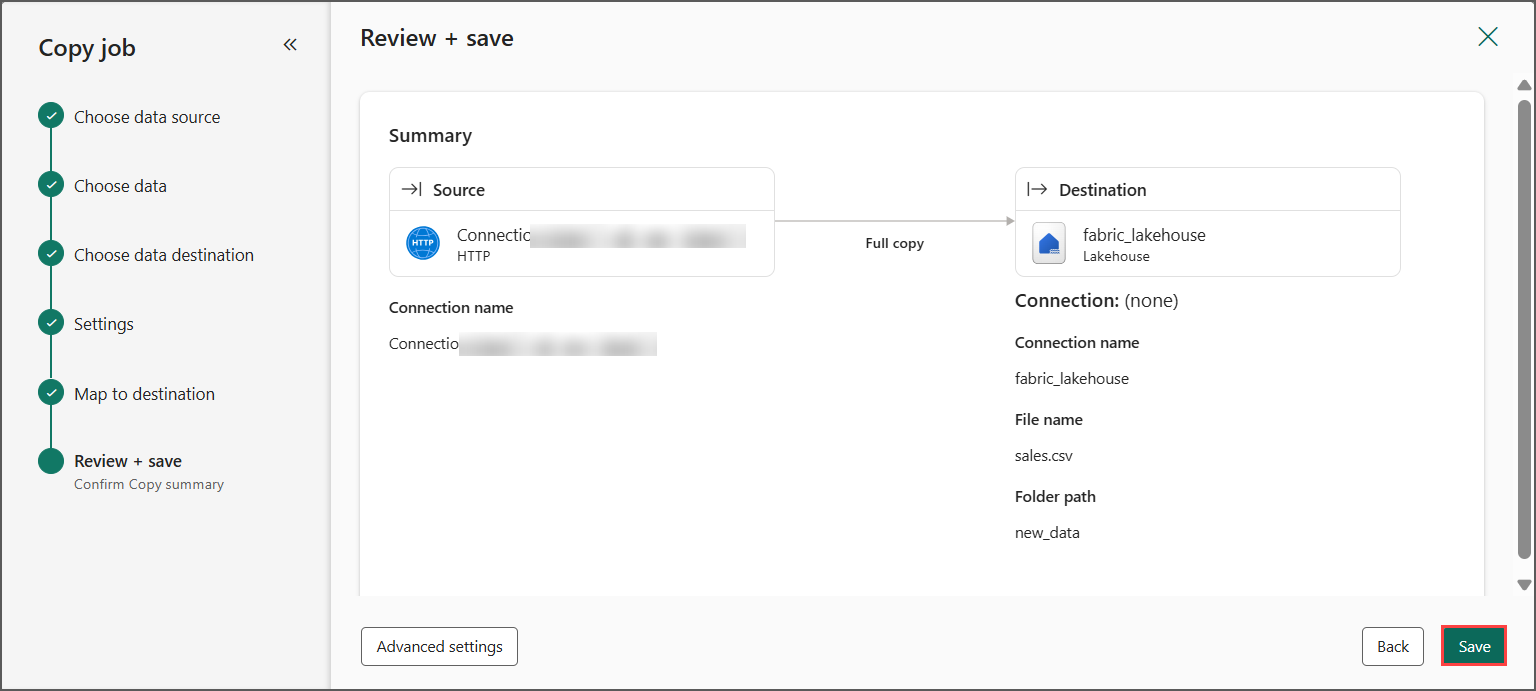 Copy job
Choose data source
Choose data
Choose data destination
Settings
Map to destination
Review + save
Confirm Copy summary
Review + save
Summary
Source
HTTP
HTTP
Full copy
Destination
fabric_lakehouse
Lakehouse
Connection name
Connection: (none)
Connection name
fabric_lakehouse
File name
sales.csv
Folder path
new_data
Advanced settings
Back
Save